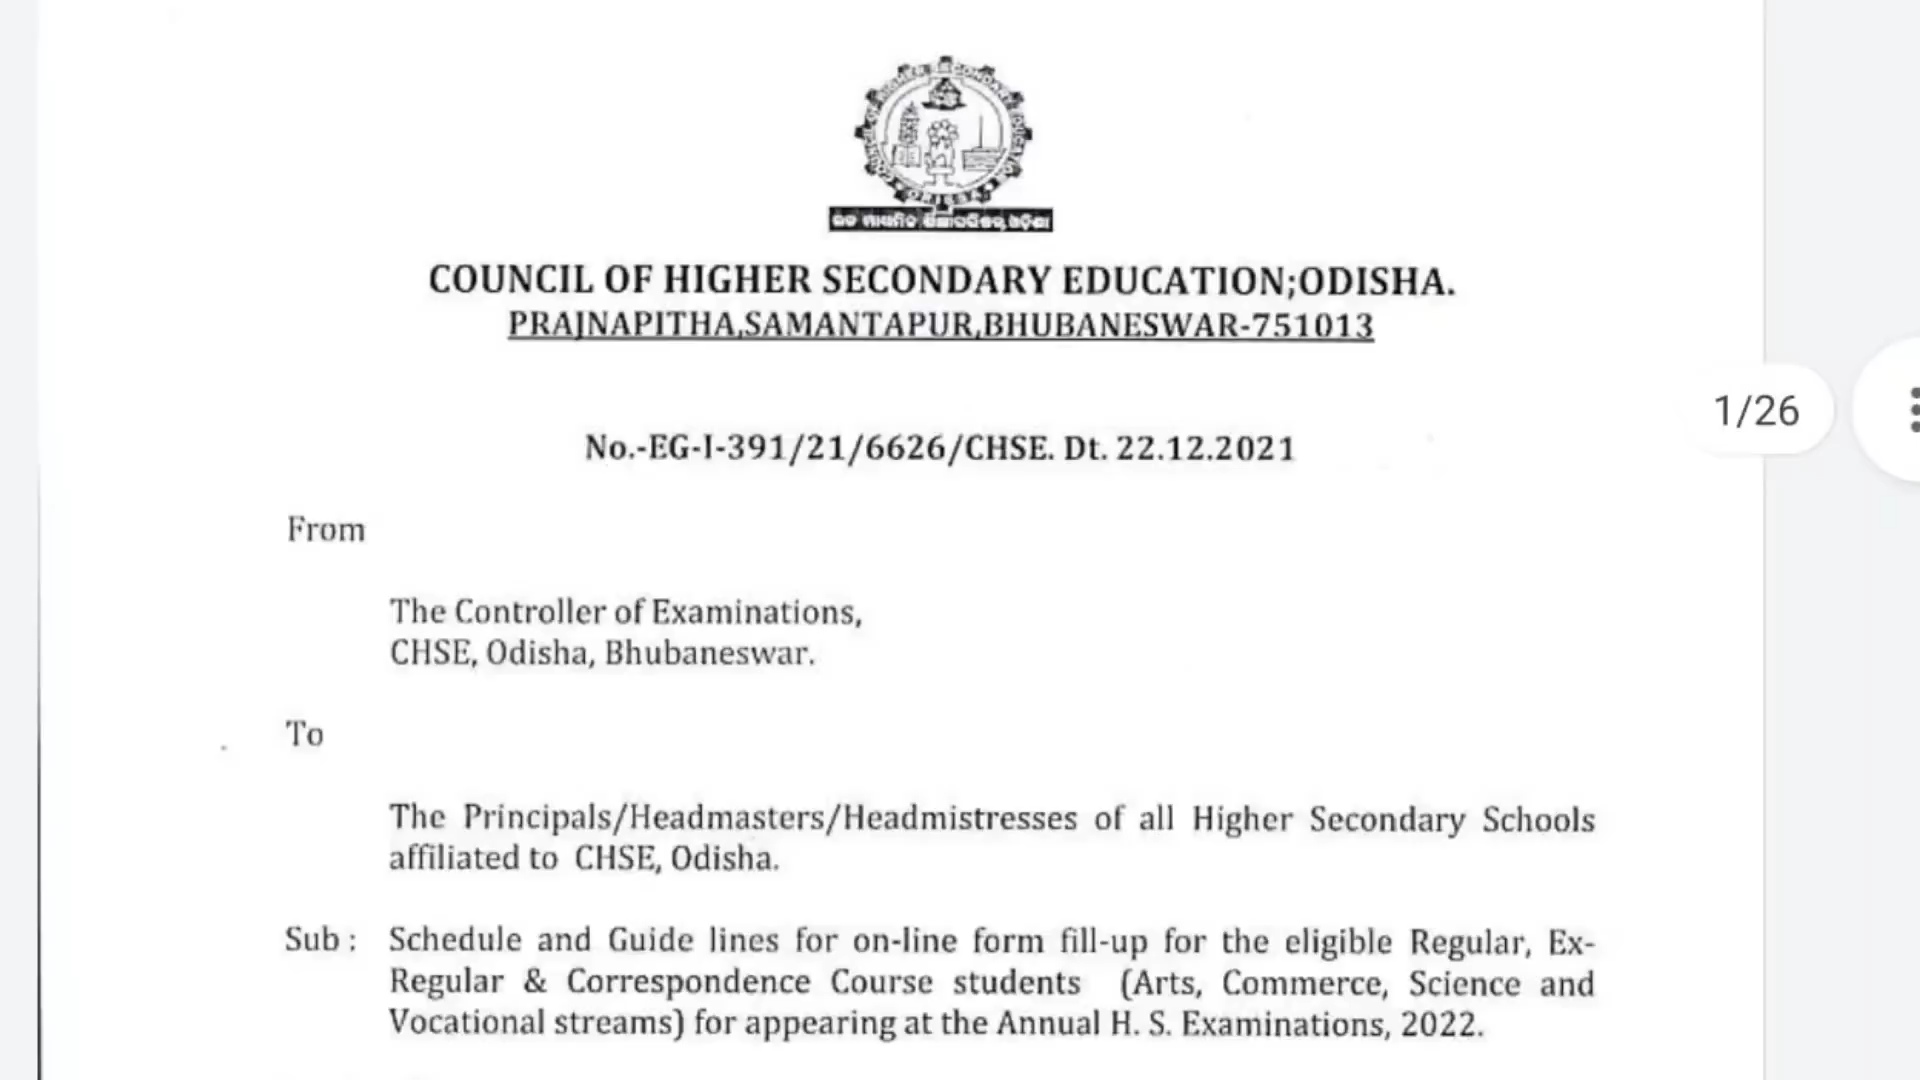 COUNCIL OF HIGHER SECONDARY EDUCATION;ODISHA.
PRAJNAPITHA,SAMANTAPUR,BHUBANESWAR-751013
No.-EG-I-391/21/6626/CHSE. Dt. 22.12.2021
1/26
From
The Controller of Examinations,
CHSE, Odisha, Bhubaneswar.
To
The Principals/Headmasters/Headmistresses of all Higher Secondary Schools
affiliated to CHSE, Odisha.
Sub : Schedule and Guide lines for on-line form fill-up for the eligible Regular, Ex-
Regular & Correspondence Course students (Arts, Commerce, Science and
Vocational streams) for appearing at the Annual H. S. Examinations, 2022.